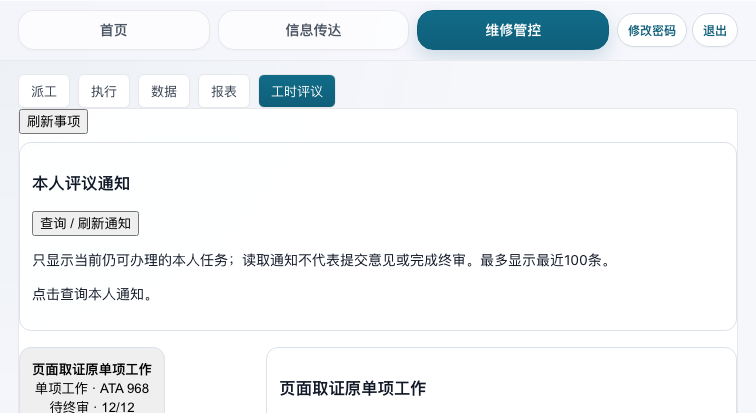 首页
信息传达
维修管控
修改密码
退出
派工
执行
数据
报表
工时评议
刷新事项
本人评议通知
查询 / 刷新通知
只显示当前仍可办理的本人任务；读取通知不代表提交意见或完成终审。最多显示最近100条。
点击查询本人通知。
页面取证原单项工作
单项工作 · ATA 968
待终审 · 12/12
页面取证原单项工作